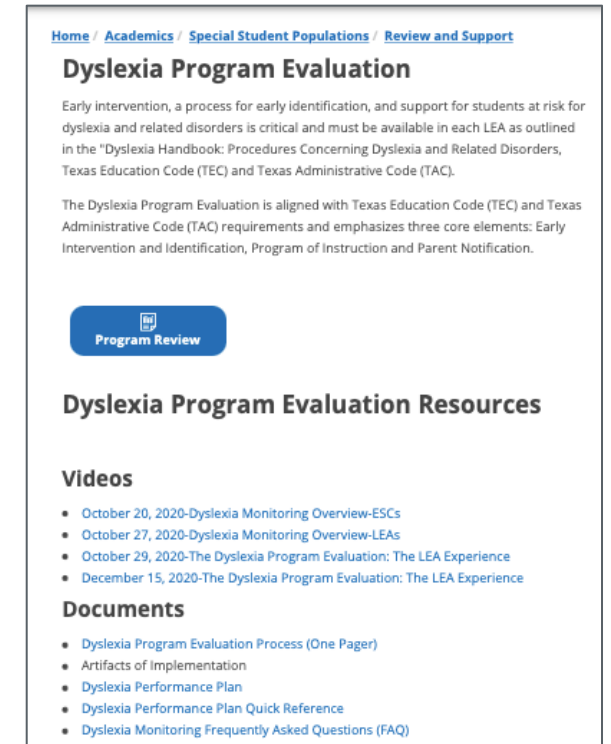 Home / Academics / Special Student Populations / Review and Support
Dyslexia Program Evaluation
Early intervention, a process for early identification, and support for students at risk for
dyslexia and related disorders is critical and must be available in each LEA as outlined
in the "Dyslexia Handbook: Procedures Concerning Dyslexia and Related Disorders,
Texas Education Code (TEC) and Texas Administrative Code (TAC).
The Dyslexia Program Evaluation is aligned with Texas Education Code (TEC) and Texas
Administrative Code (TAC) requirements and emphasizes three core elements: Early
Intervention and Identification, Program of Instruction and Parent Notification.
Program Review
Dyslexia Program Evaluation Resources
Videos
• October 20, 2020-Dyslexia Monitoring Overview-ESCs
• October 27, 2020-Dyslexia Monitoring Overview-LEAs
• October 29, 2020-The Dyslexia Program Evaluation: The LEA Experience
• December 15, 2020-The Dyslexia Program Evaluation: The LEA Experience
Documents
• Dyslexia Program Evaluation Process (One Pager)
• Artifacts of Implementation
• Dyslexia Performance Plan
• Dyslexia Performance Plan Quick Reference
• Dyslexia Monitoring Frequently Asked Questions (FAQ)